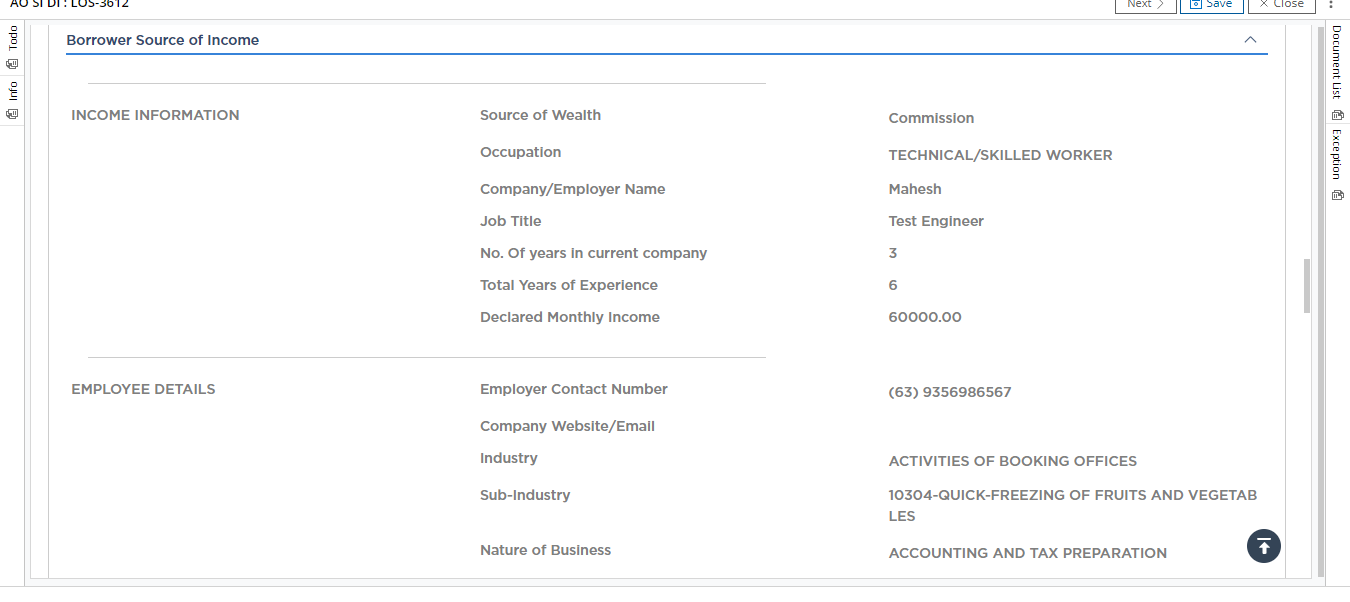 AO SI DI : LOS-3612
Next
Save
Close
Todo
Info
Document List
Exception
Borrower Source of Income
INCOME INFORMATION
Source of Wealth Commission
Occupation TECHNICAL/SKILLED WORKER
Company/Employer Name Mahesh
Job Title Test Engineer
No. Of years in current company 3
Total Years of Experience 6
Declared Monthly Income 60000.00
EMPLOYEE DETAILS
Employer Contact Number (63) 9356986567
Company Website/Email
Industry ACTIVITIES OF BOOKING OFFICES
Sub-Industry 10304-QUICK-FREEZING OF FRUITS AND VEGETAB
LES
Nature of Business ACCOUNTING AND TAX PREPARATION